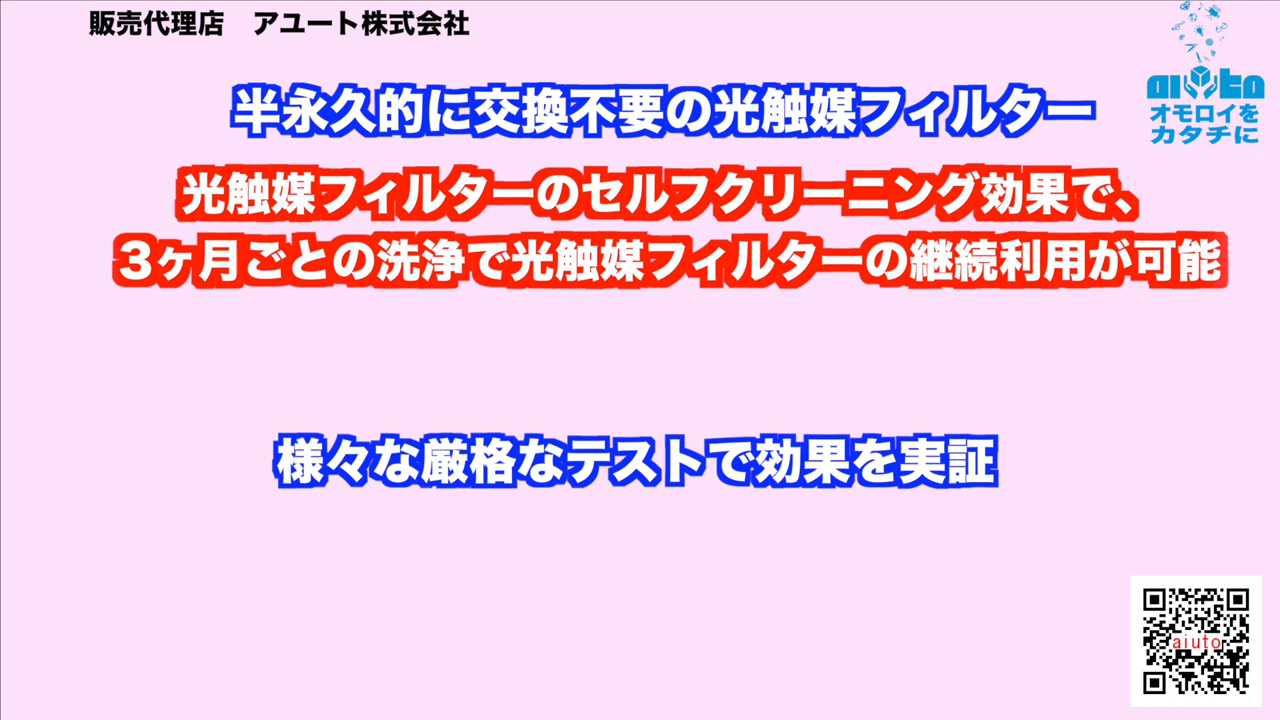 販売代理店　アユート株式会社
aiuto
オモロイを
カタチに
半永久的に交換不要の光触媒フィルター
光触媒フィルターのセルフクリーニング効果で、
3ヶ月ごとの洗浄で光触媒フィルターの継続利用が可能
様々な厳格なテストで効果を実証
aiuto